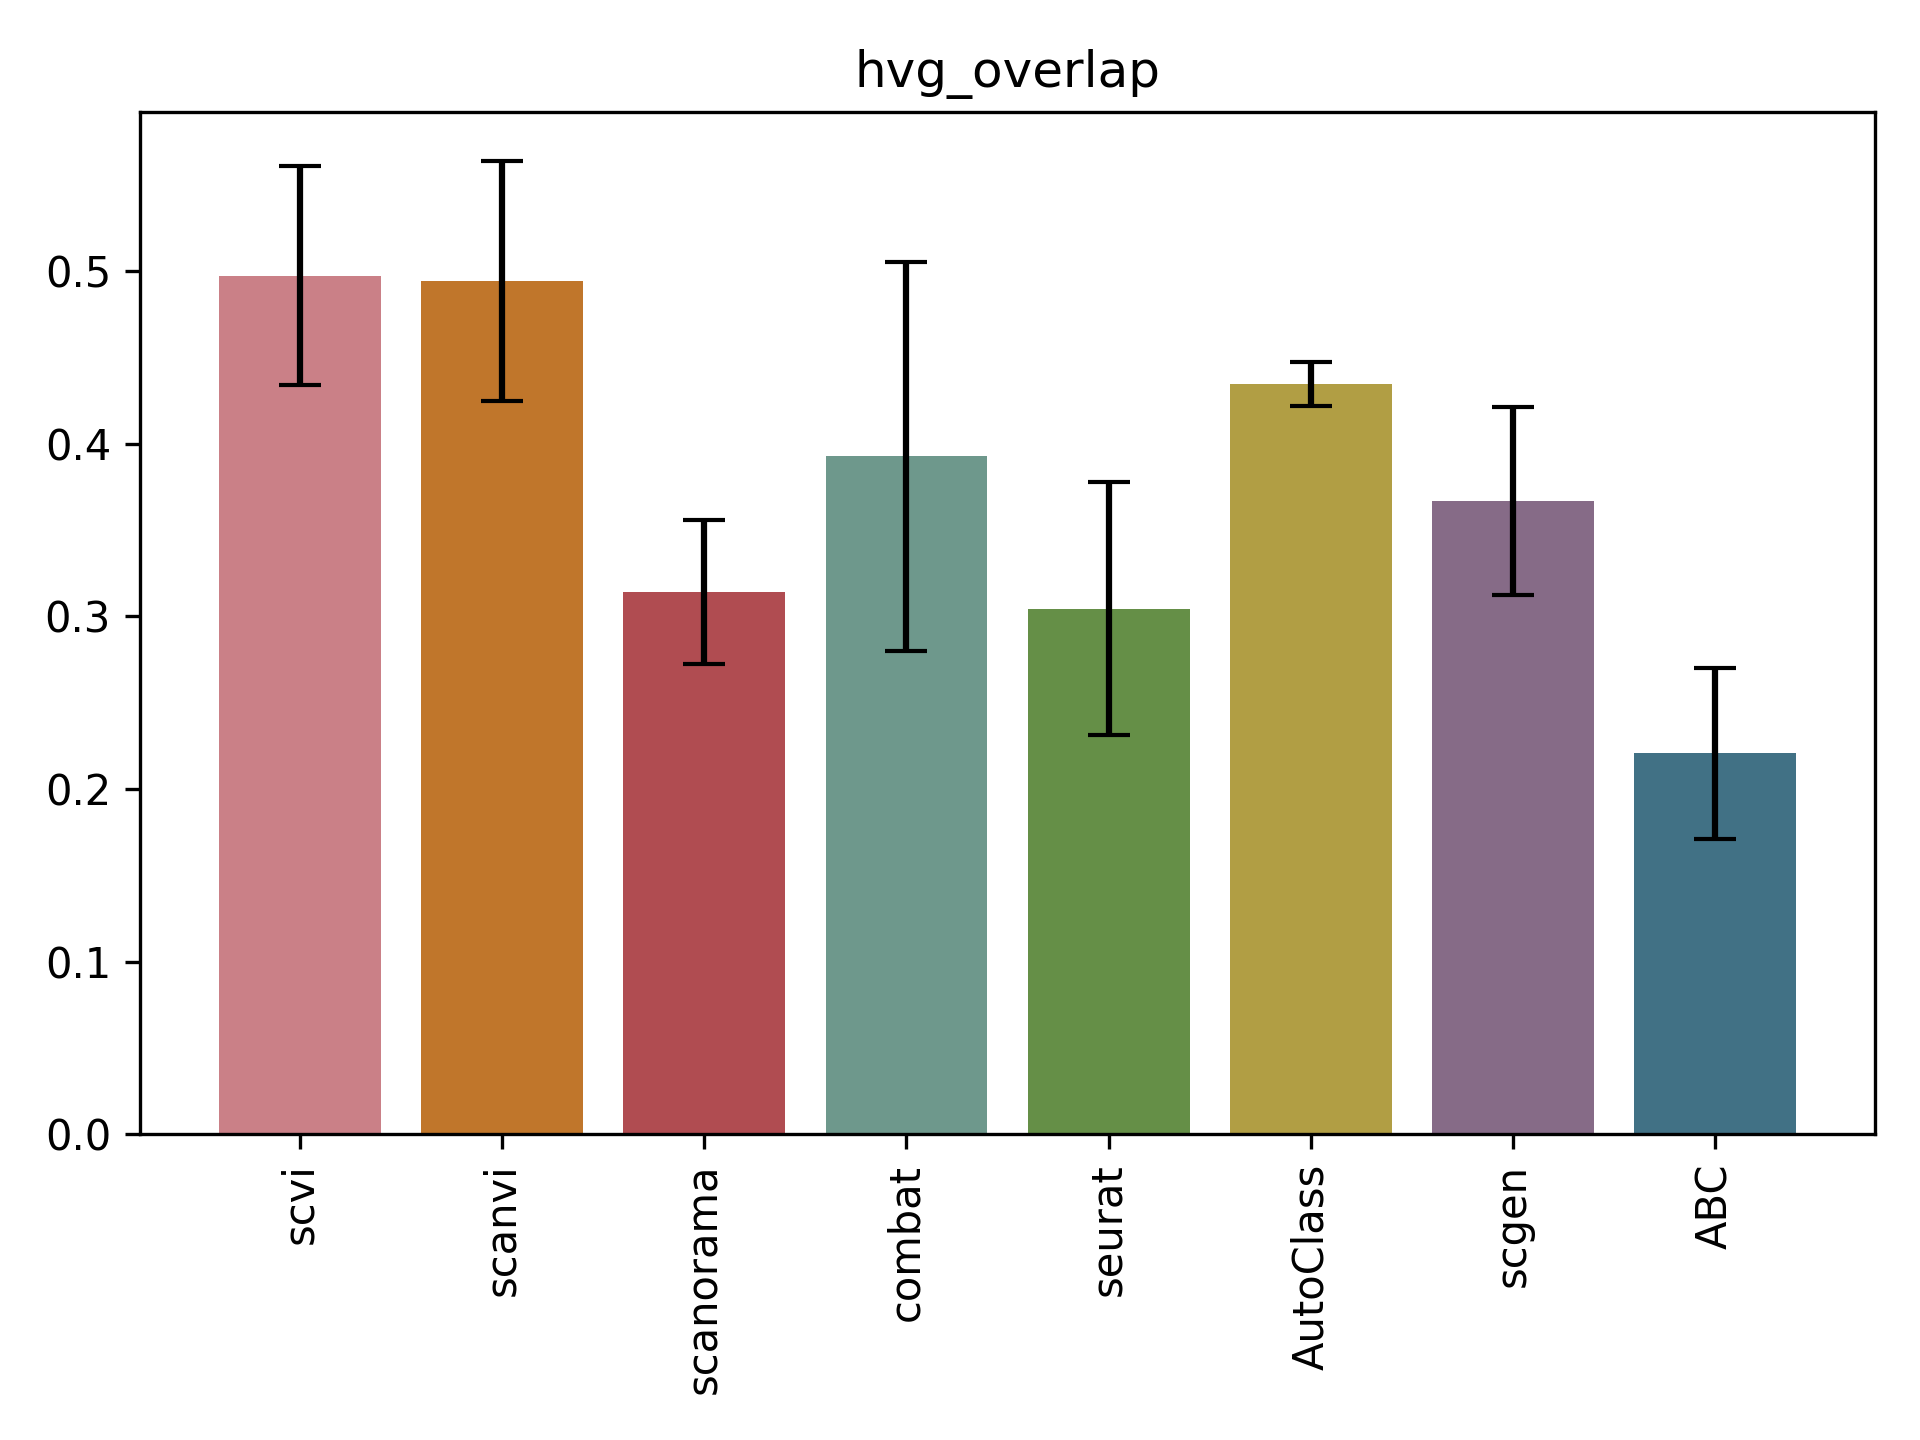 hvg_overlap
0.5
0.4
0.3
0.2
0.1
0.0
scvi
scanvi
scanorama
combat
seurat
AutoClass
scgen
ABC